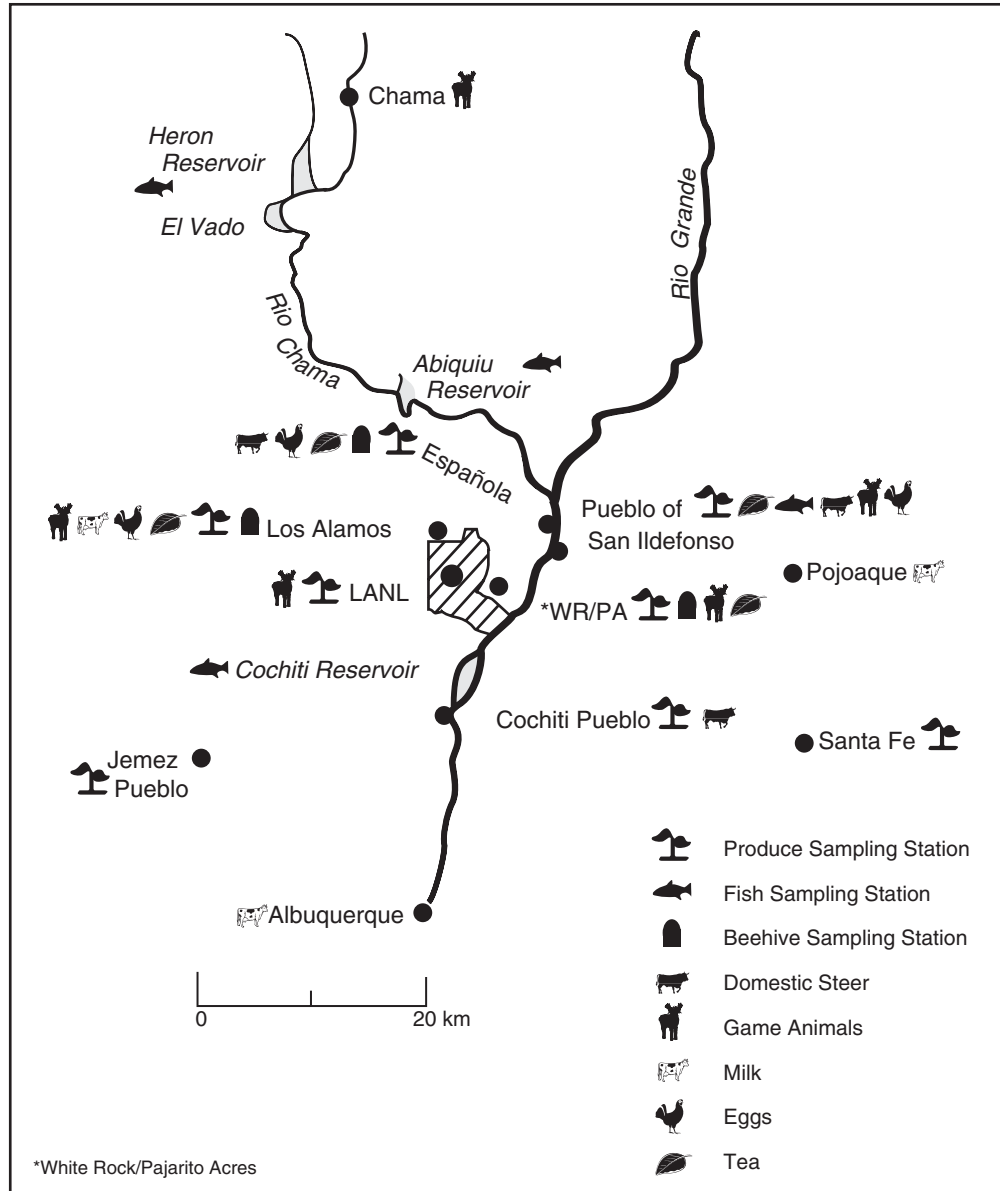 Chama
Heron
Reservoir
El Vado
Rio Grande
Rio
Chama
Abiquiu
Reservoir
Española
Pueblo of
San Ildefonso
Los Alamos
Pojoaque
LANL
*WR/PA
Cochiti Reservoir
Cochiti Pueblo
Santa Fe
Jemez
Pueblo
Albuquerque
0
20 km
Produce Sampling Station
Fish Sampling Station
Beehive Sampling Station
Domestic Steer
Game Animals
Milk
Eggs
Tea
*White Rock/Pajarito Acres